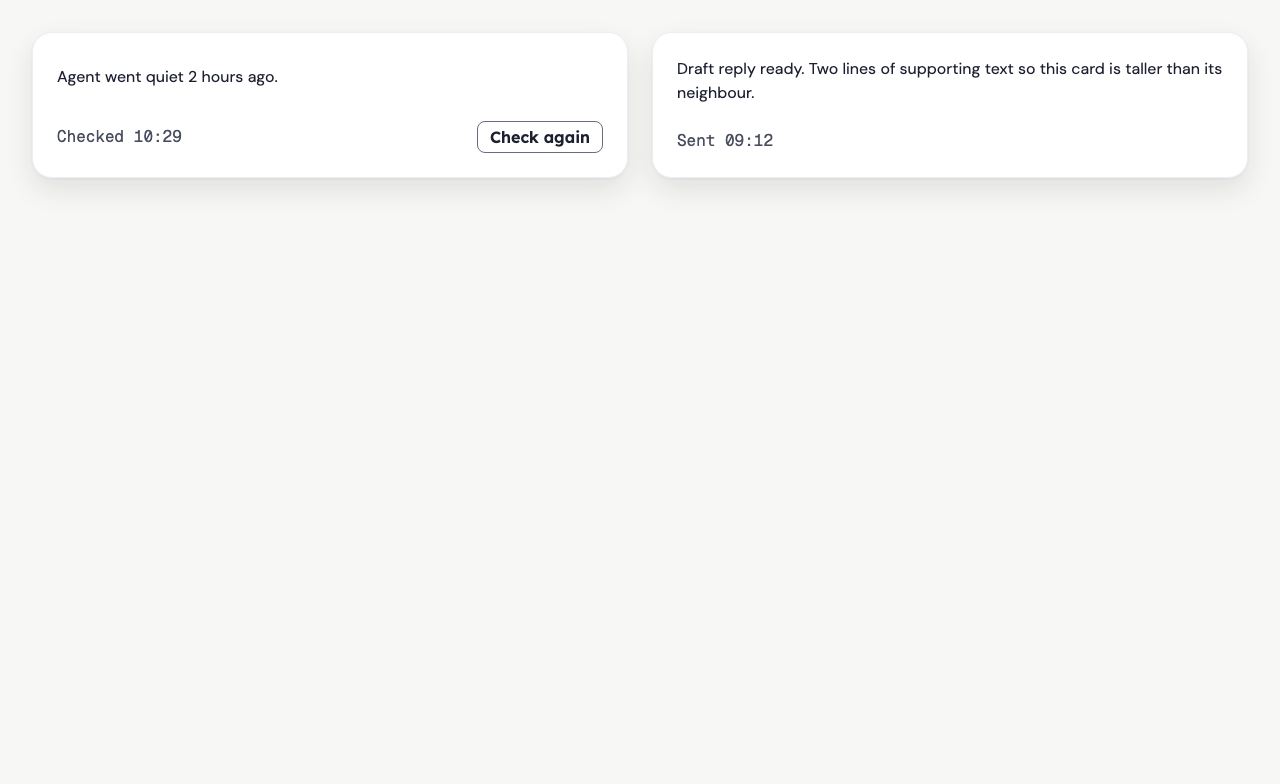 Agent went quiet 2 hours ago.
Checked 10:29
Check again
Draft reply ready. Two lines of supporting text so this card is taller than its
neighbour.
Sent 09:12